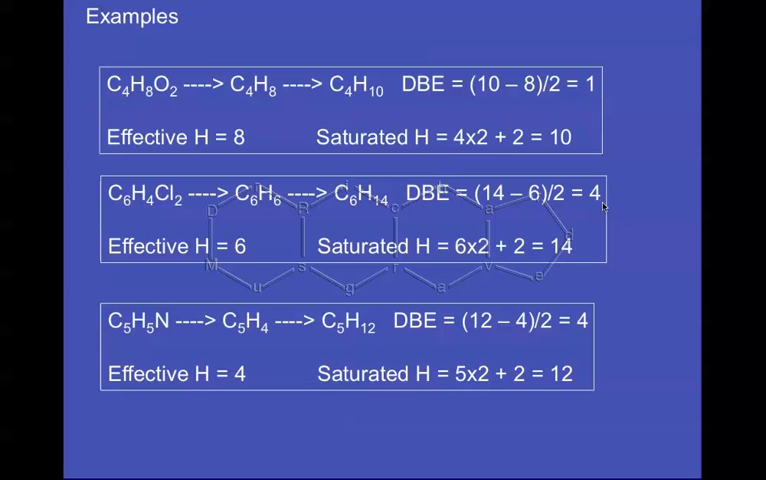 Examples
C₄H₈O₂ ----> C₄H₈ ----> C₄H₁₀ DBE = (10 – 8)/2 = 1
Effective H = 8 Saturated H = 4x2 + 2 = 10
C₆H₄Cl₂ ----> C₆H₆ ----> C₆H₁₄ DBE = (14 – 6)/2 = 4
Effective H = 6 Saturated H = 6x2 + 2 = 14
C₅H₅N ----> C₅H₄ ----> C₅H₁₂ DBE = (12 – 4)/2 = 4
Effective H = 4 Saturated H = 5x2 + 2 = 12